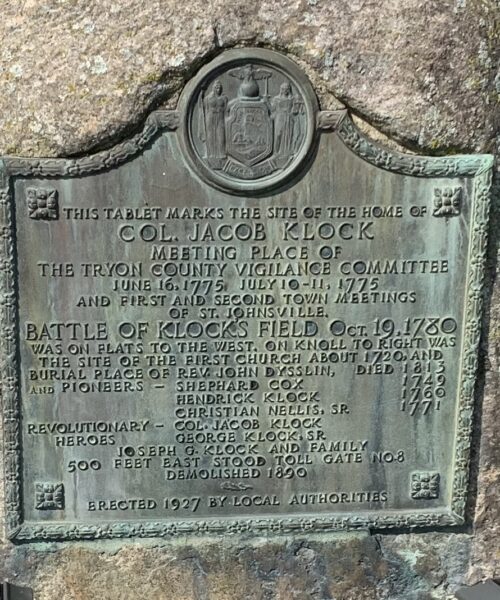 THIS TABLET MARKS THE SITE OF THE HOME OF
COL. JACOB KLOCK
MEETING PLACE OF
THE TRYON COUNTY VIGILANCE COMMITTEE
JUNE 16, 1775, JULY 10-11, 1775
AND FIRST AND SECOND TOWN MEETINGS
OF ST. JOHNSVILLE.
BATTLE OF KLOCK'S FIELD OCT. 19, 1780
WAS ON FLATS TO THE WEST. ON KNOLL TO RIGHT WAS
THE SITE OF THE FIRST CHURCH ABOUT 1720. AND
BURIAL PLACE OF REV. JOHN DYSSLIN, DIED 1813
AND PIONEERS - SHEPHARD COX 1749
HENDRICK KLOCK 1760
CHRISTIAN NELLIS, SR. 1771
REVOLUTIONARY - COL. JACOB KLOCK
HEROES GEORGE KLOCK, SR.
JOSEPH G. KLOCK AND FAMILY
500 FEET EAST STOOD TOLL GATE NO. 8
DEMOLISHED 1890
ERECTED 1927 BY LOCAL AUTHORITIES